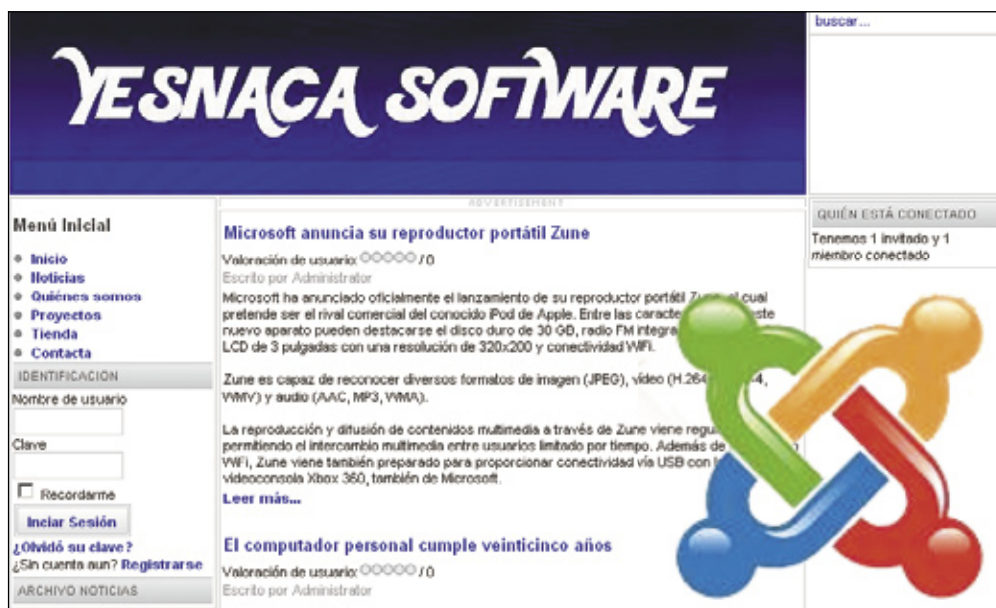 YESNACA SOFTWARE
buscar...
ADVERTISEMENT
Menú Inicial
Inicio
Noticias
Quiénes somos
Proyectos
Tienda
Contacta
IDENTIFICACION
Nombre de usuario
Clave
Recordarme
Inciar Sesión
¿Olvidó su clave?
¿Sin cuenta aun? Registrarse
ARCHIVO NOTICIAS
Microsoft anuncia su reproductor portátil Zune
Valoración de usuario: / 0
Escrito por Administrator
Microsoft ha anunciado oficialmente el lanzamiento de su reproductor portátil Zune, el cual
pretende ser el rival comercial del conocido iPod de Apple. Entre las caracte este
nuevo aparato pueden destacarse el disco duro de 30 GB, radio FM integra
LCD de 3 pulgadas con una resolución de 320x200 y conectividad WiFi.
Zune es capaz de reconocer diversos formatos de imagen (JPEG), vídeo (H.264 -4,
WMV) y audio (AAC, MP3, WMA).
La reproducción y difusión de contenidos multimedia a través de Zune viene regu
permitiendo el intercambio multimedia entre usuarios limitado por tiempo. Además de o
WiFi, Zune viene también preparado para proporcionar conectividad vía USB con l
videoconsola Xbox 360, también de Microsoft.
Leer más...
El computador personal cumple veinticinco años
Valoración de usuario: / 0
Escrito por Administrator
QUIÉN ESTÁ CONECTADO
Tenemos 1 invitado y 1
miembro conectado